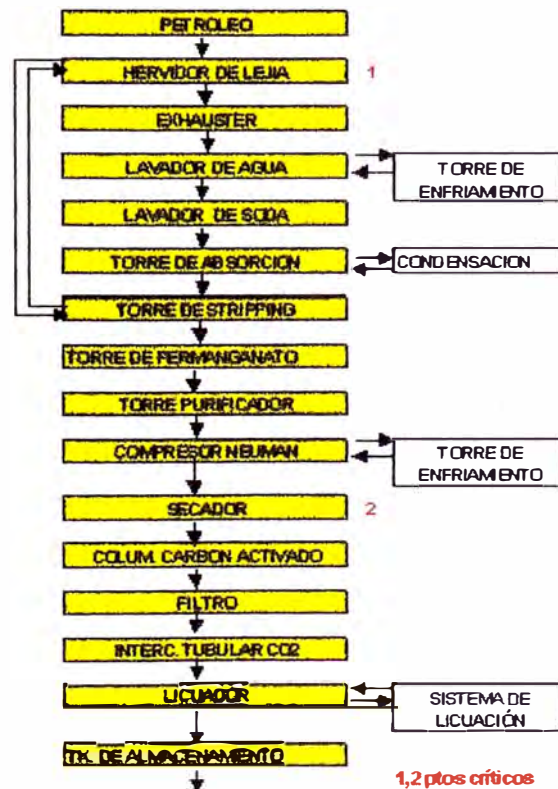 PETROLEO
HERVIDOR DE LEJIA 1
EXHAUSTER
LAVADOR DE AGUA
TORRE DE
ENFRIAMIENTO
LAVADOR DE SODA
TORRE DE ABSORCION
CONDENSACION
TORRE DE STRIPPING
TORRE DE PERMANGANATO
TORRE PURIFICADOR
COMPRESOR NEUMAN
TORRE DE
ENFRIAMIENTO
SECADOR 2
COLUM. CARBON ACTIVADO
FILTRO
INTERC. TUBULAR CO2
LICUADOR
SISTEMA DE
LICUACIÓN
TK. DE ALMACENAMIENTO
1,2 ptos críticos